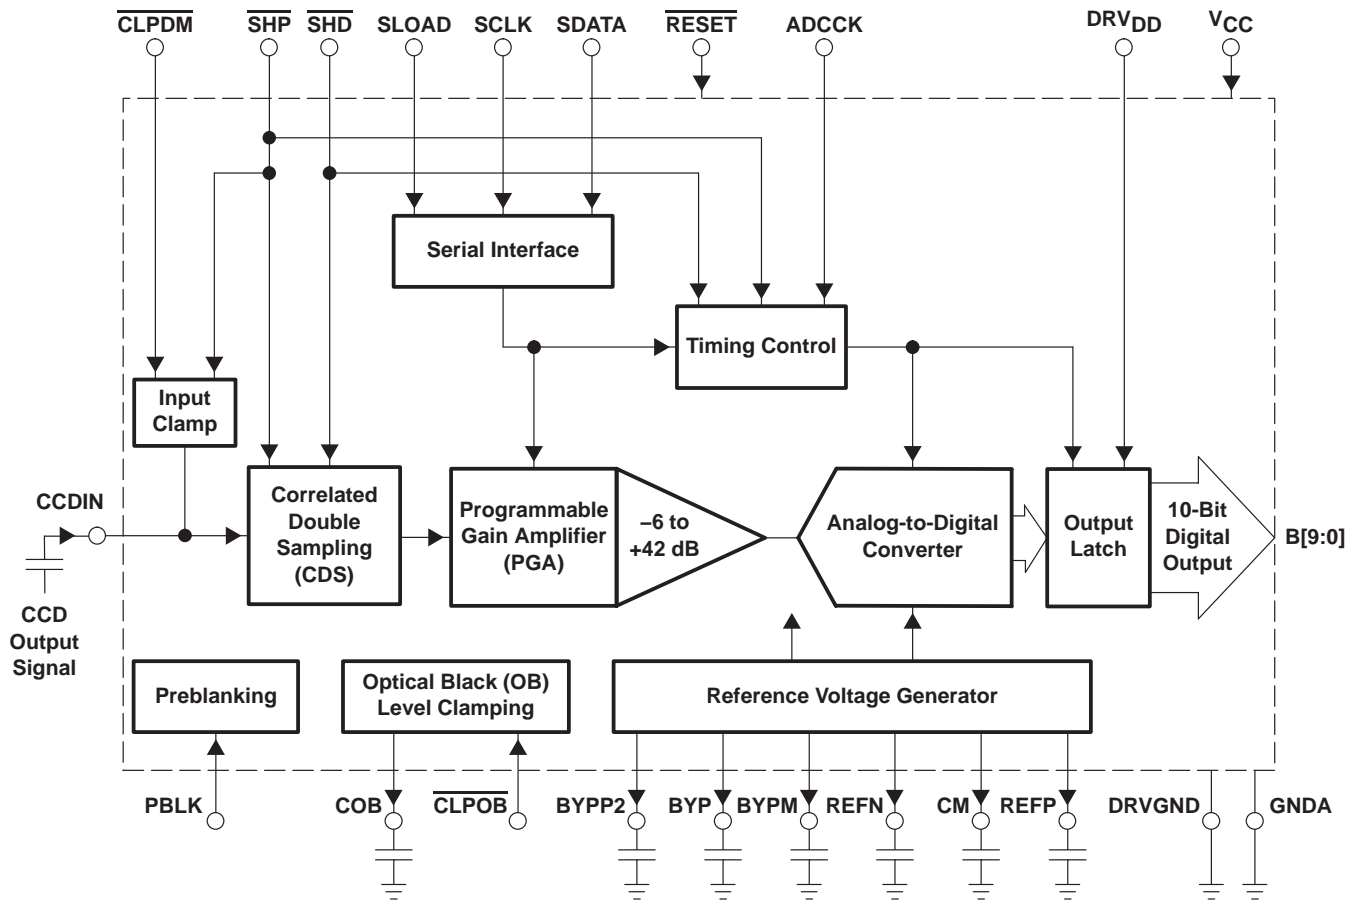 CLPDM SHP SHD SLOAD SCLK SDATA RESET ADCCK DRVDD VCC
Serial Interface
Timing Control
Input
Clamp
CCDIN
Correlated
Double
Sampling
(CDS)
Programmable
Gain Amplifier
(PGA)
–6 to
+42 dB
Analog-to-Digital
Converter
Output
Latch
10-Bit
Digital
Output
B[9:0]
CCD
Output
Signal
Preblanking
Optical Black (OB)
Level Clamping
Reference Voltage Generator
PBLK COB CLPOB BYPP2 BYP BYPM REFN CM REFP DRVGND GNDA